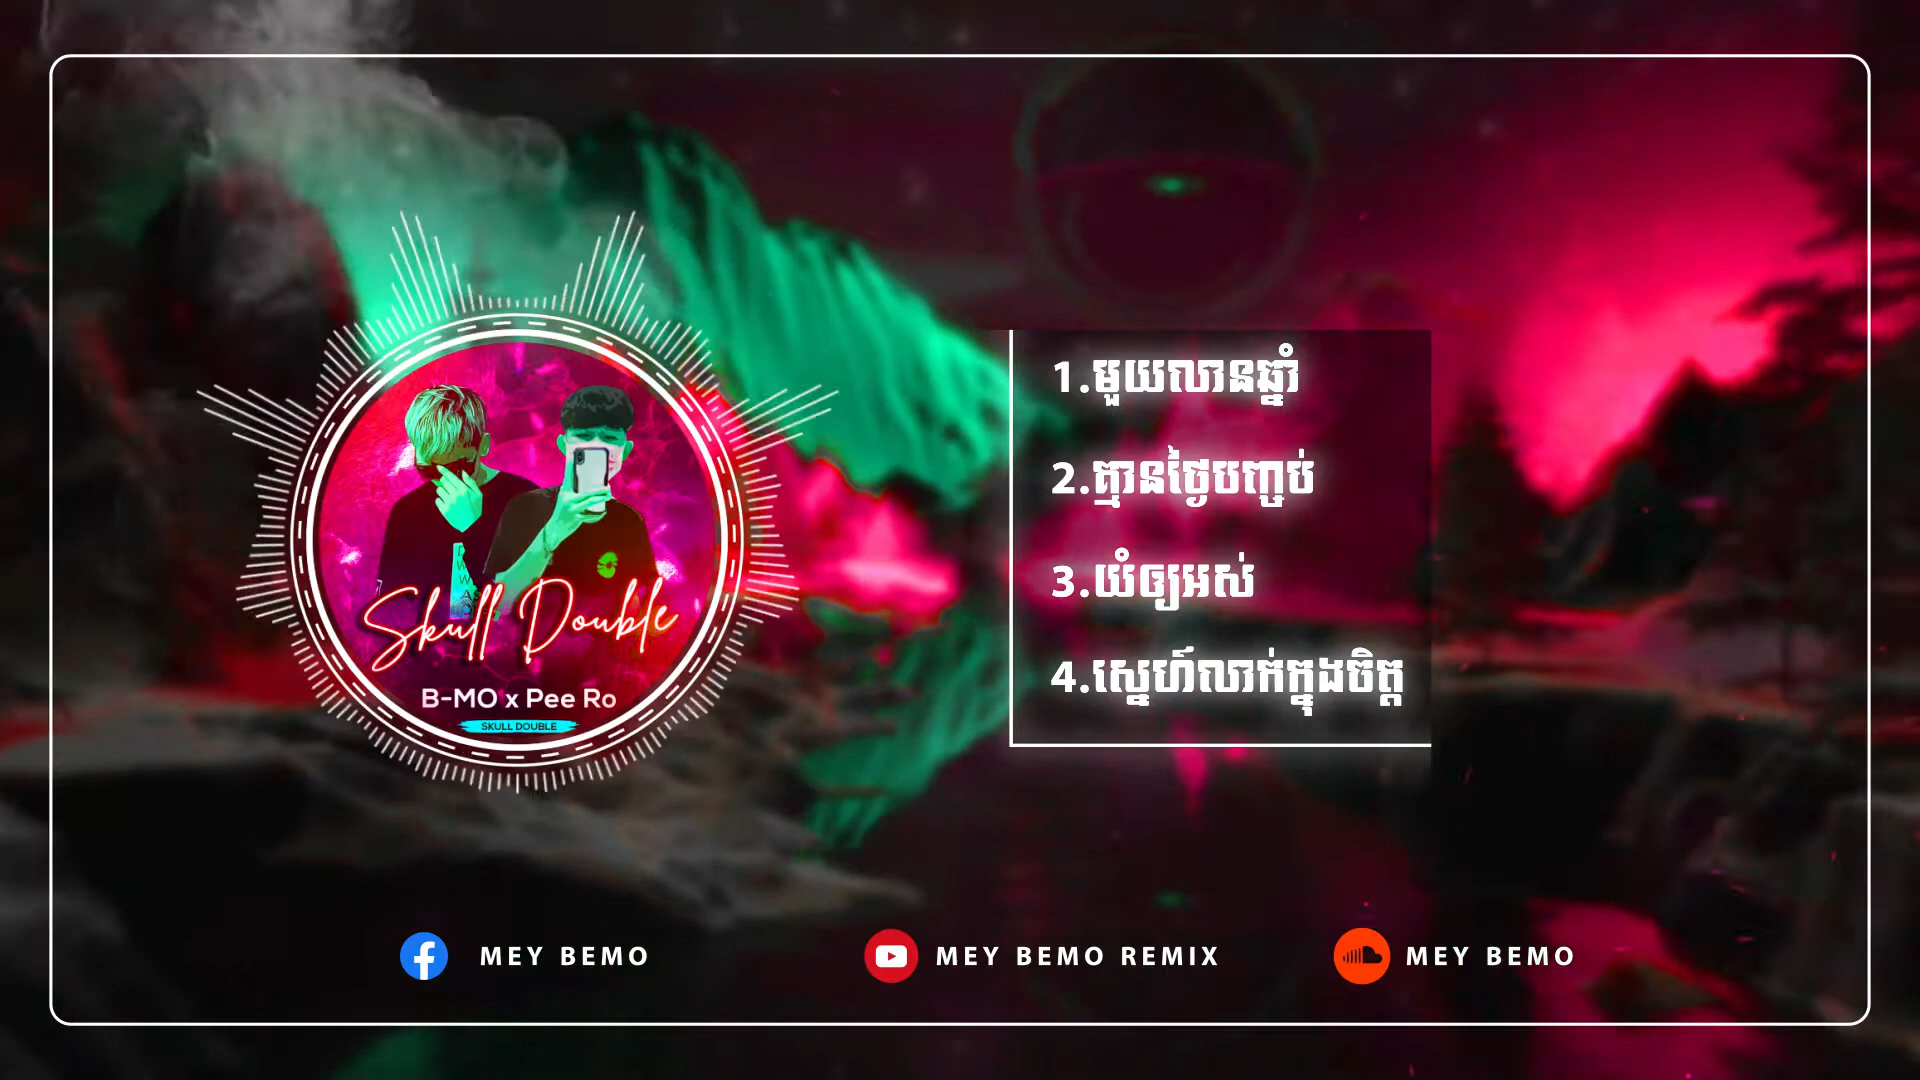 Skull Double
B-MO x Pee Ro
SKULL DOUBLE
1.មួយលានឆ្នាំ
2.គ្មានថ្ងៃបញ្ចប់
3.យំឲ្យអស់
4.ស្នេហ៍លាក់ក្នុងចិត្ត
MEY BEMO
MEY BEMO REMIX
MEY BEMO